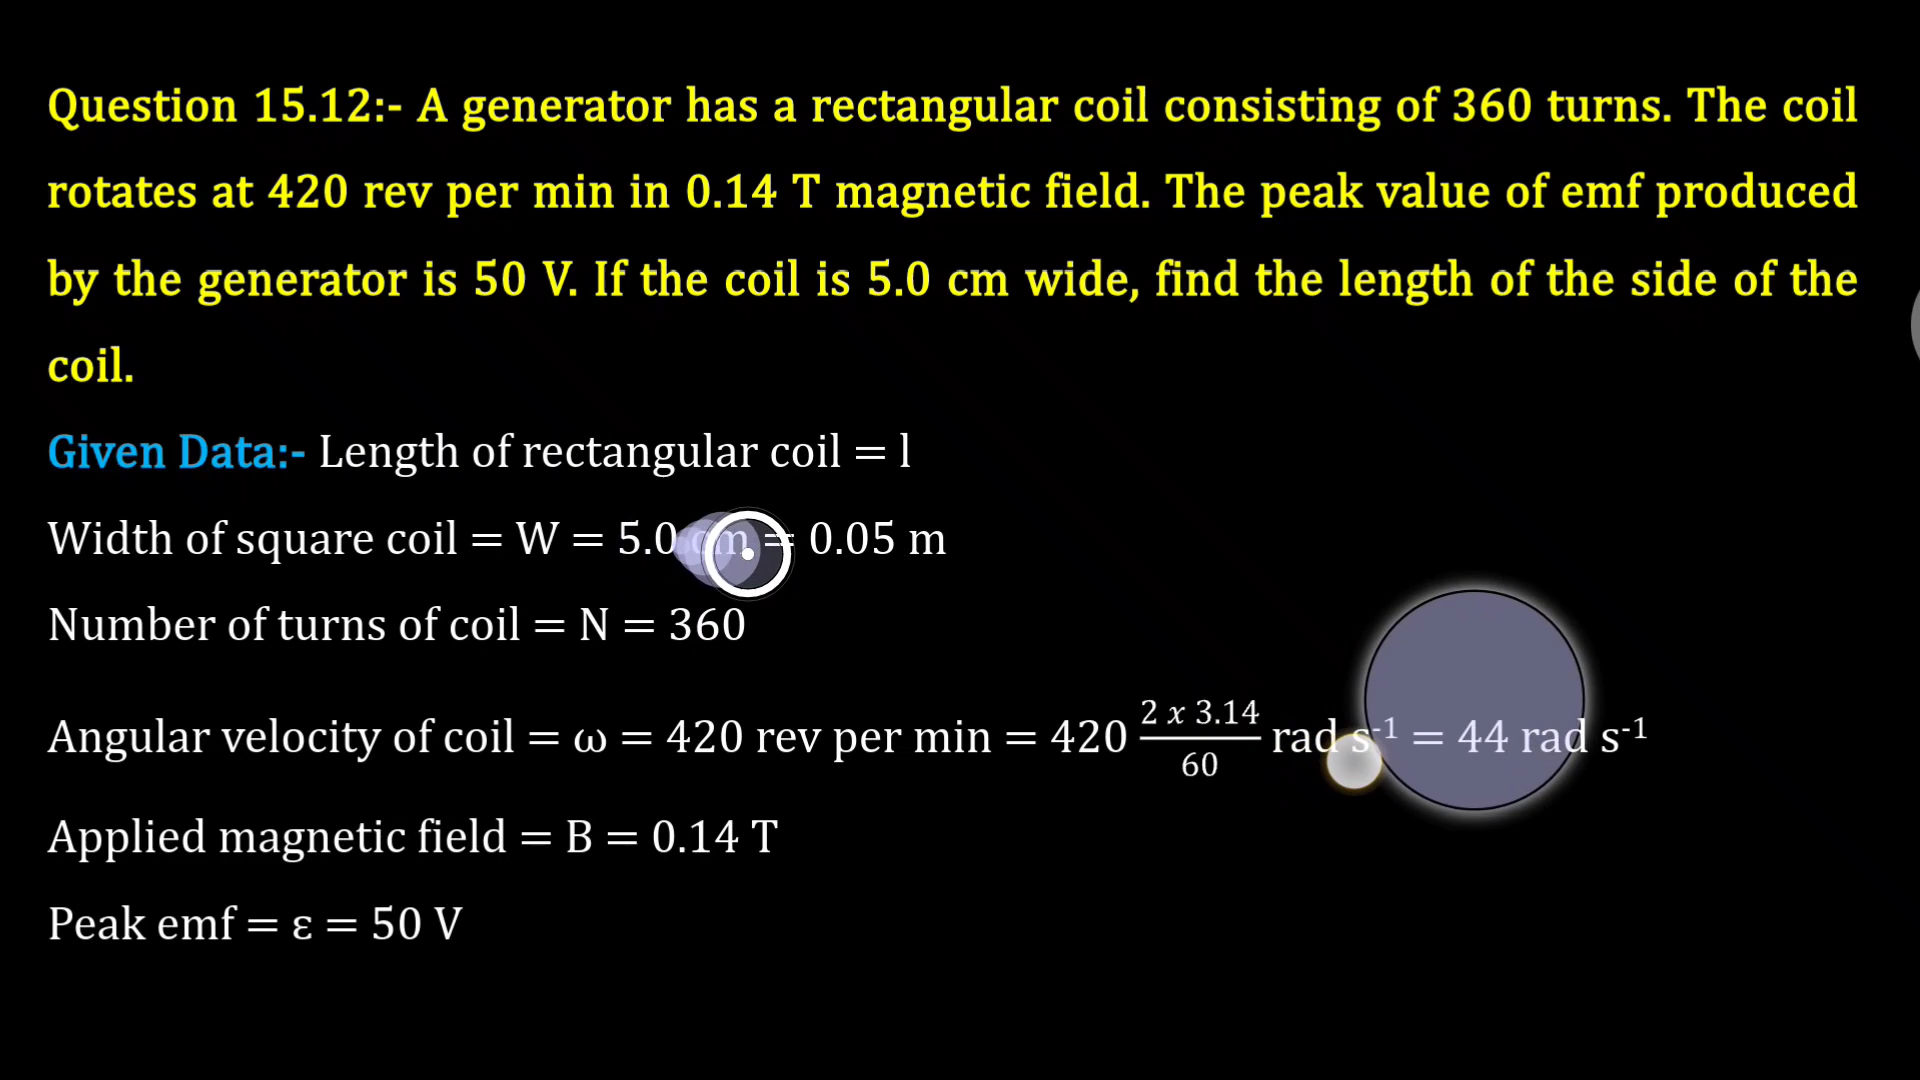 Question 15.12:- A generator has a rectangular coil consisting of 360 turns. The coil
rotates at 420 rev per min in 0.14 T magnetic field. The peak value of emf produced
by the generator is 50 V. If the coil is 5.0 cm wide, find the length of the side of the
coil.
Given Data:- Length of rectangular coil = l
Width of square coil = W = 5.0 cm = 0.05 m
Number of turns of coil = N = 360
Angular velocity of coil = ω = 420 rev per min = 420 \frac{2 x 3.14}{60} rad s⁻¹ = 44 rad s⁻¹
Applied magnetic field = B = 0.14 T
Peak emf = ε = 50 V